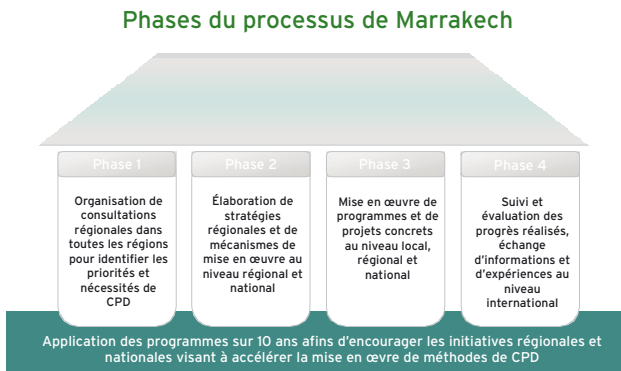 Phases du processus de Marrakech
Phase 1
Organisation de
consultations
régionales dans
toutes les régions
pour identifier les
priorités et
nécessités de
CPD
Phase 2
Élaboration de
stratégies
régionales et de
mécanismes de
mise en œuvre au
niveau régional et
national
Phase 3
Mise en œuvre de
programmes et de
projets concrets
au niveau local,
régional et
national
Phase 4
Suivi et
évaluation des
progrès réalisés,
échange
d'informations et
d'expériences au
niveau
international
Application des programmes sur 10 ans afins d'encourager les initiatives régionales et
nationales visant à accélérer la mise en œvre de méthodes de CPD